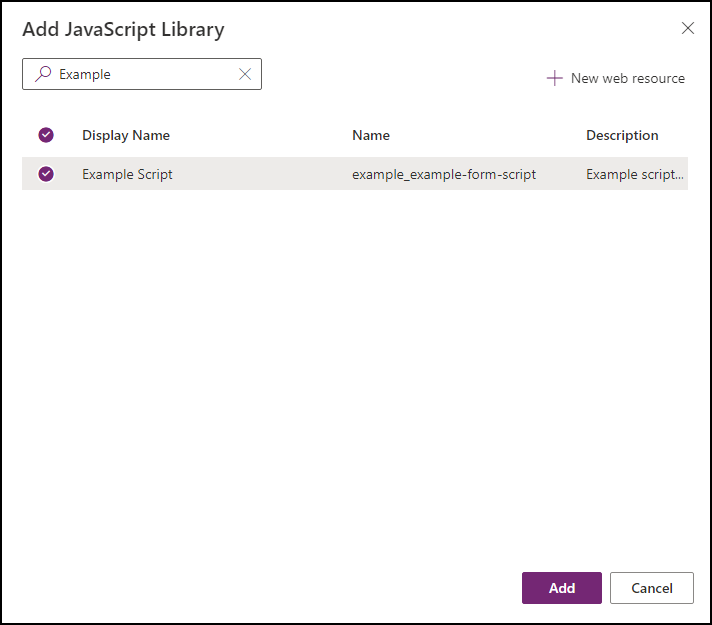 Add JavaScript Library
Example
New web resource
Display Name Name Description
Example Script example_example-form-script Example script...
Add Cancel